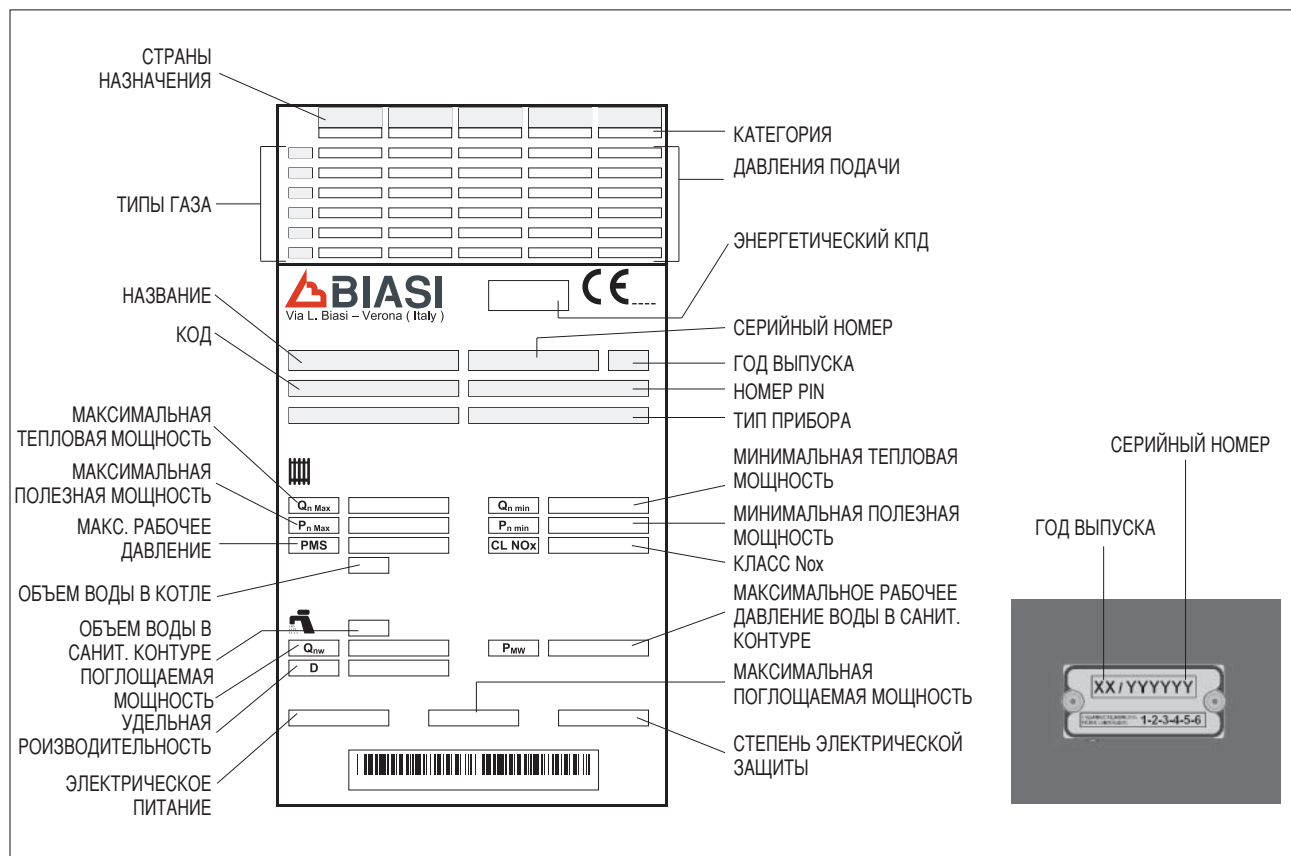 СТРАНЫ
НАЗНАЧЕНИЯ
КАТЕГОРИЯ
ДАВЛЕНИЯ ПОДАЧИ
ТИПЫ ГАЗА
ЭНЕРГЕТИЧЕСКИЙ КПД
BIASI
CE
Via L. Biasi – Verona ( Italy )
НАЗВАНИЕ
КОД
СЕРИЙНЫЙ НОМЕР
ГОД ВЫПУСКА
НОМЕР PIN
ТИП ПРИБОРА
МАКСИМАЛЬНАЯ
ТЕПЛОВАЯ МОЩНОСТЬ
МАКСИМАЛЬНАЯ
ПОЛЕЗНАЯ МОЩНОСТЬ
МАКС. РАБОЧЕЕ
ДАВЛЕНИЕ
ОБЪЕМ ВОДЫ В КОТЛЕ
Qn Max
Pn Max
PMS
Qn min
Pn min
CL NOx
МИНИМАЛЬНАЯ ТЕПЛОВАЯ
МОЩНОСТЬ
МИНИМАЛЬНАЯ ПОЛЕЗНАЯ
МОЩНОСТЬ
КЛАСС Nox
ОБЪЕМ ВОДЫ В
САНИТ. КОНТУРЕ
ПОГЛОЩАЕМАЯ
МОЩНОСТЬ
УДЕЛЬНАЯ
РОИЗВОДИТЕЛЬНОСТЬ
ЭЛЕКТРИЧЕСКОЕ
ПИТАНИЕ
Qnw
D
PMW
МАКСИМАЛЬНОЕ РАБОЧЕЕ
ДАВЛЕНИЕ ВОДЫ В САНИТ.
КОНТУРЕ
МАКСИМАЛЬНАЯ
ПОГЛОЩАЕМАЯ МОЩНОСТЬ
СТЕПЕНЬ ЭЛЕКТРИЧЕСКОЙ
ЗАЩИТЫ
СЕРИЙНЫЙ НОМЕР
ГОД ВЫПУСКА
XX/YYYYYY
1-2-3-4-5-6